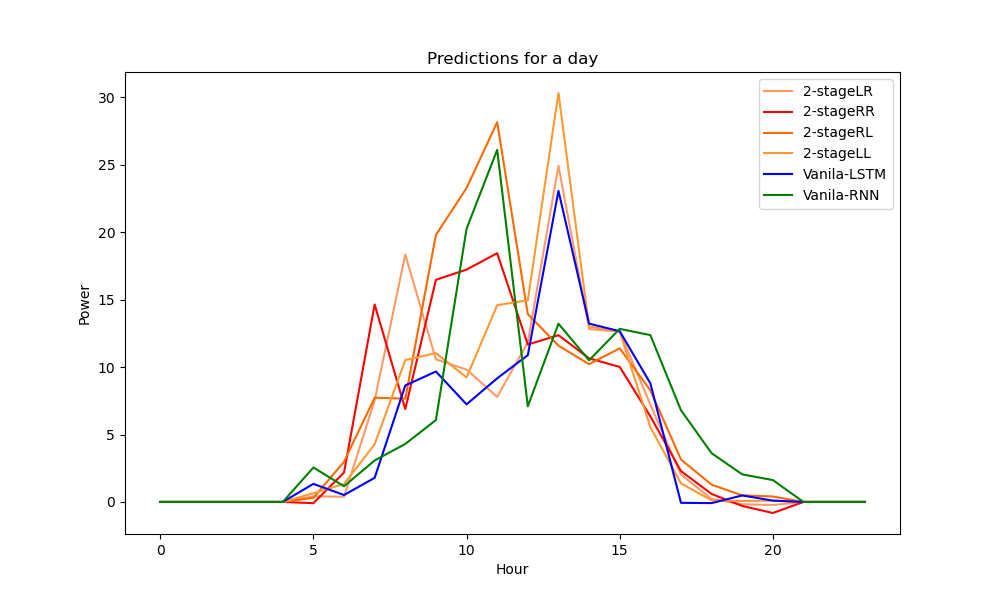 Predictions for a day
30
25
20
15
10
5
0
Power
0 5 10 15 20
Hour
2-stageLR
2-stageRR
2-stageRL
2-stageLL
Vanila-LSTM
Vanila-RNN